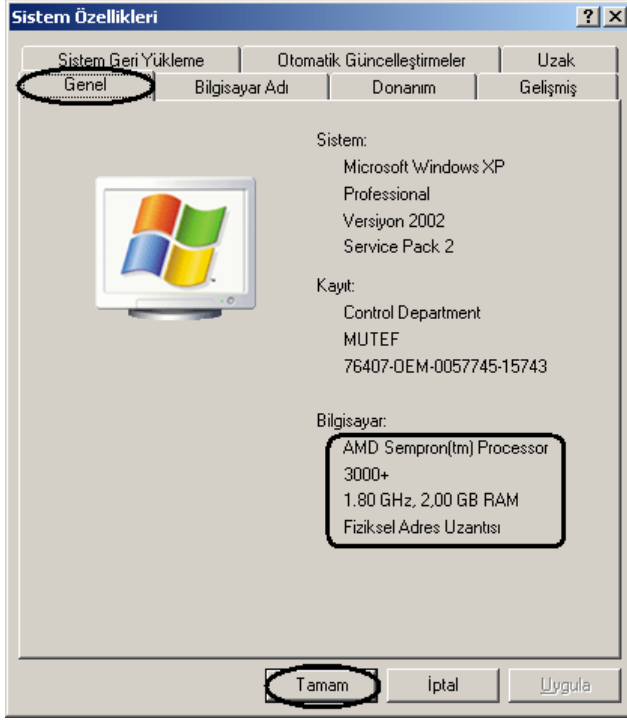 Sistem Özellikleri
Sistem Geri Yükleme
Otomatik Güncelleştirmeler
Uzak
Genel
Bilgisayar Adı
Donanım
Gelişmiş
Sistem:
Microsoft Windows XP
Professional
Versiyon 2002
Service Pack 2
Kayıt:
Control Department
MUTEF
76407-OEM-0057745-15743
Bilgisayar:
AMD Sempron(tm) Processor
3000+
1.80 GHz, 2,00 GB RAM
Fiziksel Adres Uzantısı
Tamam
İptal
Uygula